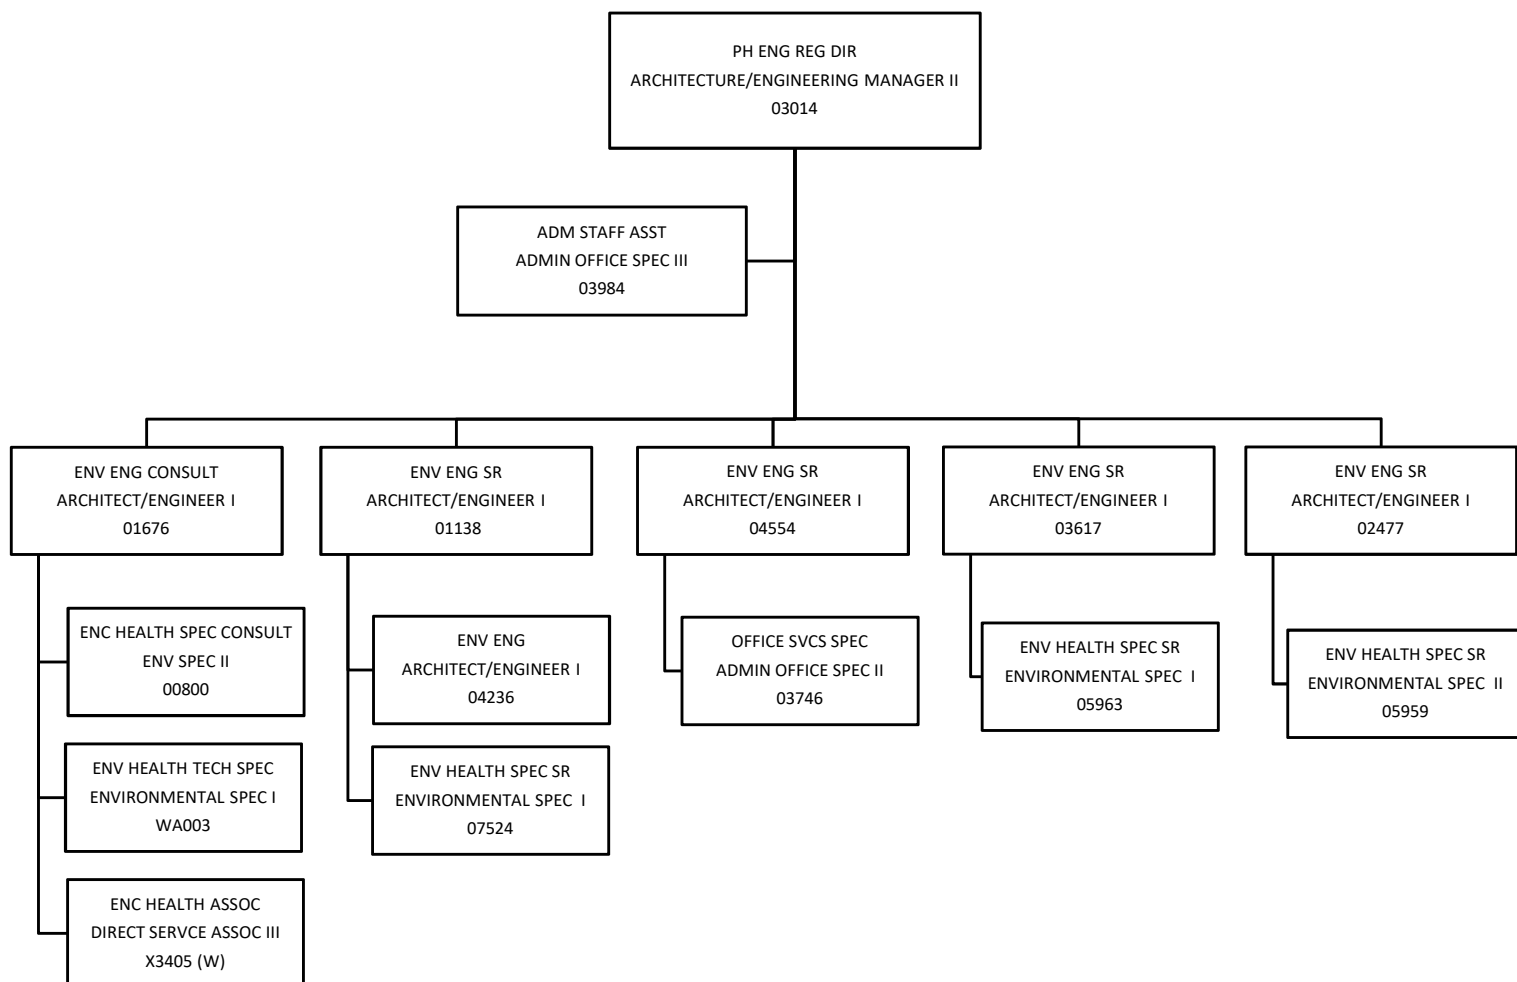 PH ENG REG DIR
ARCHITECTURE/ENGINEERING MANAGER II
03014
ADM STAFF ASST
ADMIN OFFICE SPEC III
03984
ENV ENG CONSULT
ARCHITECT/ENGINEER I
01676
ENV ENG SR
ARCHITECT/ENGINEER I
01138
ENV ENG SR
ARCHITECT/ENGINEER I
04554
ENV ENG SR
ARCHITECT/ENGINEER I
03617
ENV ENG SR
ARCHITECT/ENGINEER I
02477
ENC HEALTH SPEC CONSULT
ENV SPEC II
00800
ENV HEALTH TECH SPEC
ENVIRONMENTAL SPEC I
WA003
ENC HEALTH ASSOC
DIRECT SERVCE ASSOC III
X3405 (W)
ENV ENG
ARCHITECT/ENGINEER I
04236
ENV HEALTH SPEC SR
ENVIRONMENTAL SPEC I
07524
OFFICE SVCS SPEC
ADMIN OFFICE SPEC II
03746
ENV HEALTH SPEC SR
ENVIRONMENTAL SPEC I
05963
ENV HEALTH SPEC SR
ENVIRONMENTAL SPEC II
05959